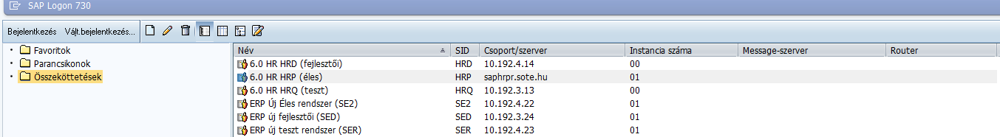 SAP Logon 730
Bejelentkezés Vált.bejelentkezés...
Favoritok
Parancsikonok
Összeköttetések
Név SID Csoport/szerver Instancia száma Message-szerver Router
6.0 HR HRD (fejlesztői) HRD 10.192.4.14 00
6.0 HR HRP (éles) HRP saphrpr.sote.hu 01
6.0 HR HRQ (teszt) HRQ 10.192.3.13 00
ERP Új Éles rendszer (SE2) SE2 10.192.4.22 01
ERP új fejlesztői (SED) SED 10.192.3.24 01
ERP új teszt rendszer (SER) SER 10.192.4.23 01